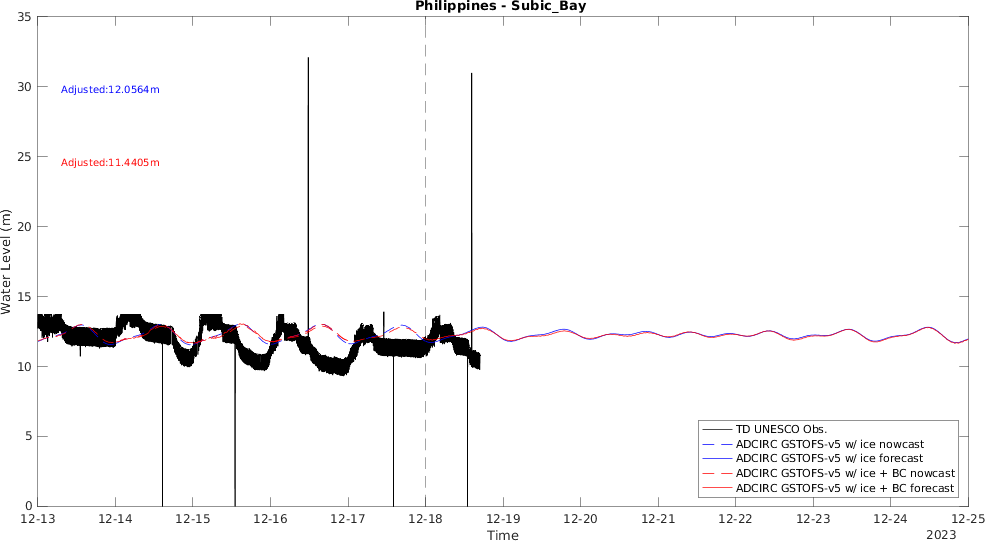 Philippines - Subic_Bay
35
30
25
20
15
10
5
0
Water Level (m)
Adjusted:12.0564m
Adjusted:11.4405m
TD UNESCO Obs.
ADCIRC GSTOFS-v5 w/ ice nowcast
ADCIRC GSTOFS-v5 w/ ice forecast
ADCIRC GSTOFS-v5 w/ ice + BC nowcast
ADCIRC GSTOFS-v5 w/ ice + BC forecast
12-13 12-14 12-15 12-16 12-17 12-18 12-19 12-20 12-21 12-22 12-23 12-24 12-25
Time
2023